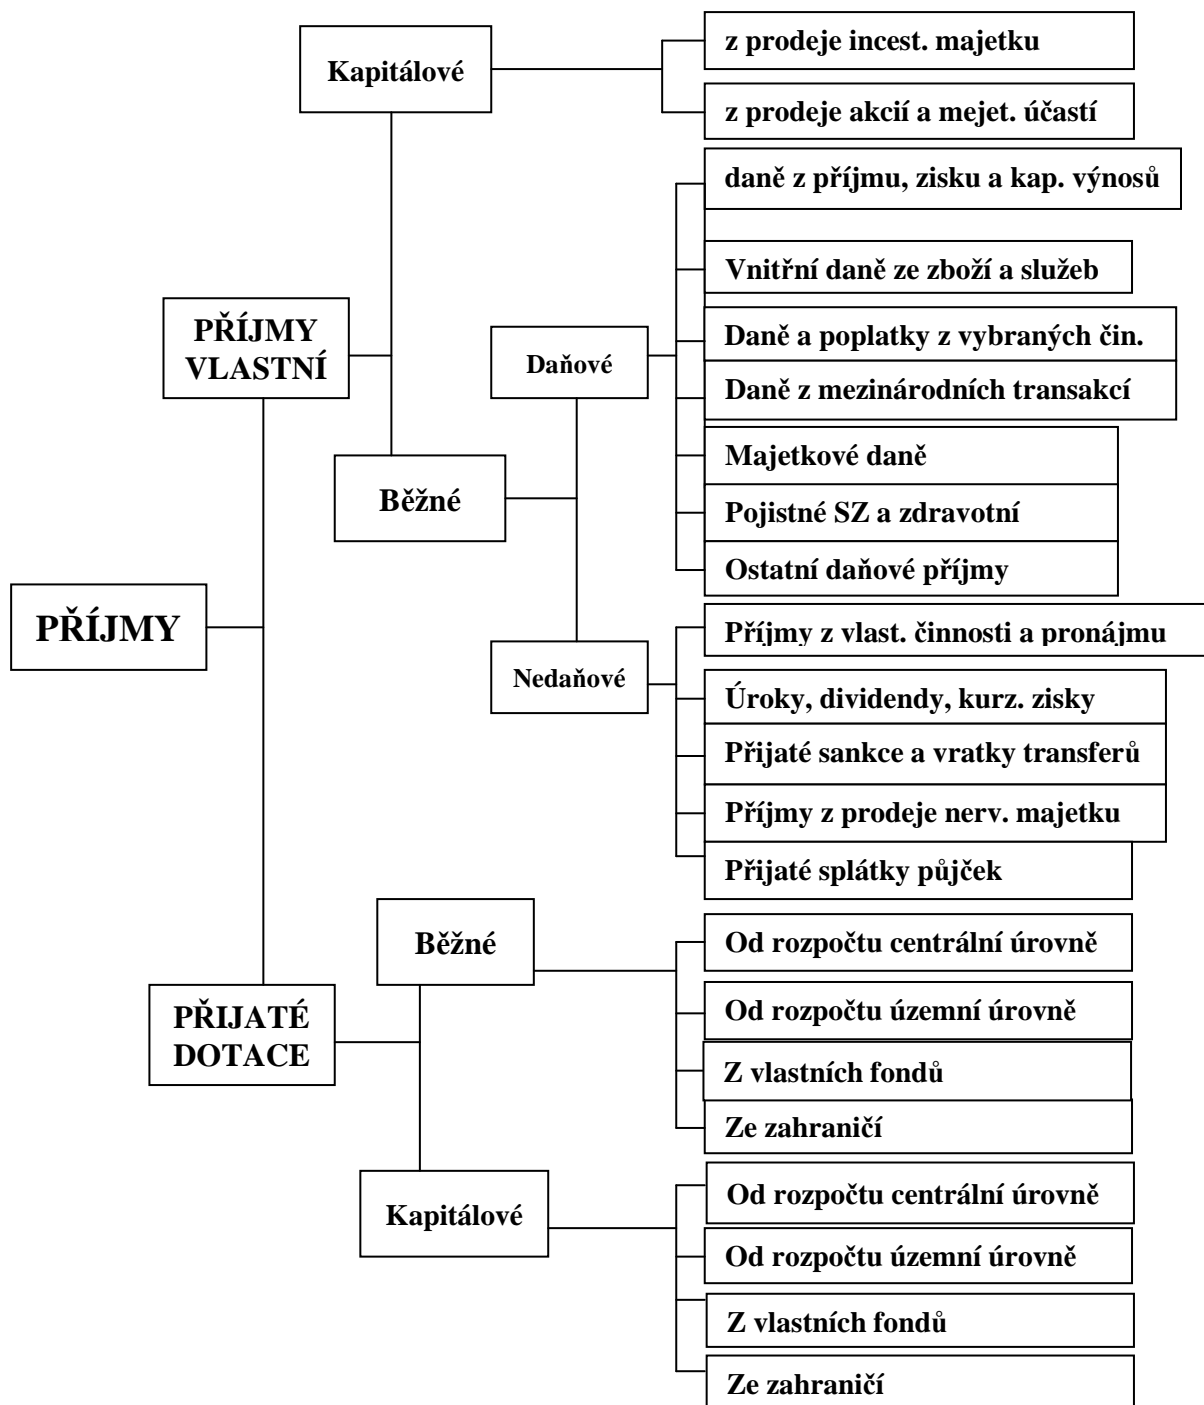 z prodeje incest. majetku
Kapitálové
z prodeje akcií a mejet. účastí
daně z příjmu, zisku a kap. výnosů
Vnitřní daně ze zboží a služeb
PŘÍJMY
VLASTNÍ
Daňové
Daně a poplatky z vybraných čin.
Daně z mezinárodních transakcí
Majetkové daně
Běžné
Pojistné SZ a zdravotní
Ostatní daňové příjmy
PŘÍJMY
Příjmy z vlast. činnosti a pronájmu
Nedaňové
Úroky, dividendy, kurz. zisky
Přijaté sankce a vratky transferů
Příjmy z prodeje nerv. majetku
Přijaté splátky půjček
Běžné
Od rozpočtu centrální úrovně
PŘIJATÉ
DOTACE
Od rozpočtu územní úrovně
Z vlastních fondů
Ze zahraničí
Kapitálové
Od rozpočtu centrální úrovně
Od rozpočtu územní úrovně
Z vlastních fondů
Ze zahraničí